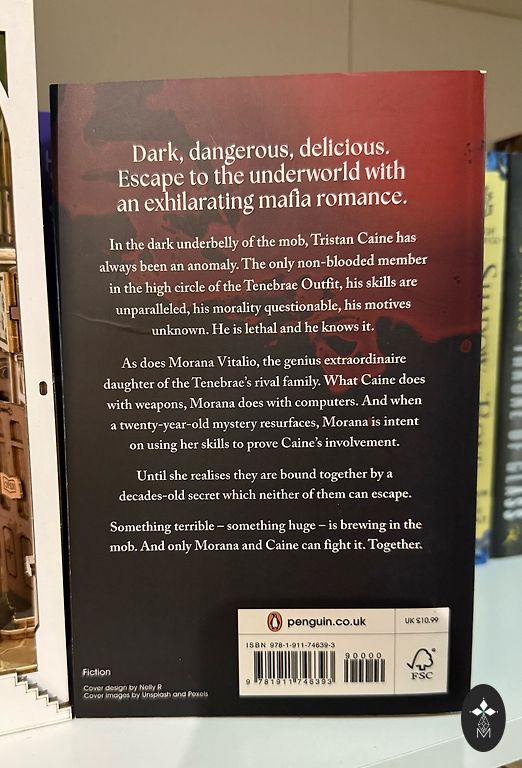 Dark, dangerous, delicious.
Escape to the underworld with
an exhilarating mafia romance.
In the dark underbelly of the mob, Tristan Caine has
always been an anomaly. The only non-blooded member
in the high circle of the Tenebrae Outfit, his skills are
unparalleled, his morality questionable, his motives
unknown. He is lethal and he knows it.
As does Morana Vitalio, the genius extraordinaire
daughter of the Tenebrae's rival family. What Caine does
with weapons, Morana does with computers. And when
a twenty-year-old mystery resurfaces, Morana is intent
on using her skills to prove Caine's involvement.
Until she realises they are bound together by a
decades-old secret which neither of them can escape.
Something terrible – something huge – is brewing in the
mob. And only Morana and Caine can fight it. Together.
penguin.co.uk
UK £10.99
ISBN 978-1-911-74639-3
90000
9 781911 746393
FSC
Fiction
Cover design by Nelly R
Cover images by Unsplash and Pexels
SHADOW
THRONE OF GLASS
M